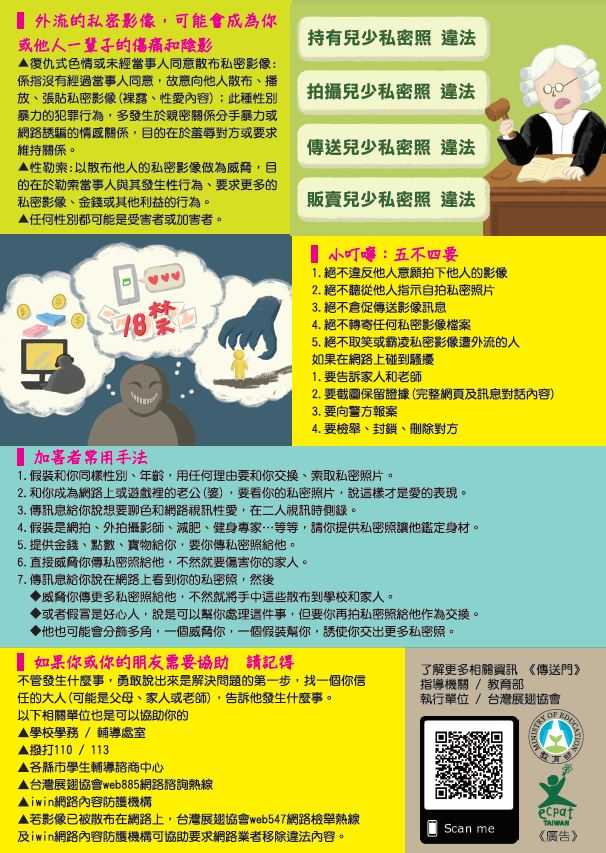 外流的私密影像，可能會成為你
或他人一輩子的傷痛和陰影
▲復仇式色情或未經當事人同意散布私密影像:
係指沒有經過當事人同意，故意向他人散布、播
放、張貼私密影像(裸露、性愛內容)；此種性別
暴力的犯罪行為，多發生於親密關係分手暴力或
網路誘騙的情感關係，目的在於羞辱對方或要求
維持關係。
▲性勒索:以散布他人的私密影像做為威脅，目
的在於勒索當事人與其發生性行為、要求更多的
私密影像、金錢或其他利益的行為。
▲任何性別都可能是受害者或加害者。
持有兒少私密照 違法
拍攝兒少私密照 違法
傳送兒少私密照 違法
販賣兒少私密照 違法
18禁
小叮嚀：五不四要
1.絕不違反他人意願拍下他人的影像
2.絕不聽從他人指示自拍私密照片
3.絕不倉促傳送影像訊息
4.絕不轉寄任何私密影像檔案
5.絕不取笑或霸凌私密影像遭外流的人
如果在網路上碰到騷擾
1.要告訴家人和老師
2.要截圖保留證據(完整網頁及訊息對話內容)
3.要向警方報案
4.要檢舉、封鎖、刪除對方
加害者常用手法
1.假裝和你同樣性別、年齡，用任何理由要和你交換、索取私密照片。
2.和你成為網路上或遊戲裡的老公(婆)，要看你的私密照片，說這樣才是愛的表現。
3.傳訊息給你說想要聊色和網路視訊性愛，在二人視訊時側錄。
4.假裝是網拍、外拍攝影師、減肥、健身專家…等等，請你提供私密照讓他鑑定身材。
5.提供金錢、點數、寶物給你，要你傳私密照給他。
6.直接威脅你傳私密照給他，不然就要傷害你的家人。
7.傳訊息給你說在網路上看到你的私密照，然後
◆威脅你傳更多私密照給他，不然就將手中這些散布到學校和家人。
◆或者假冒是好心人，說是可以幫你處理這件事，但要你再拍私密照給他作為交換。
◆他也可能會分飾多角，一個威脅你，一個假裝幫你，誘使你交出更多私密照。
如果你或你的朋友需要協助　請記得
不管發生什麼事，勇敢說出來是解決問題的第一步，找一個你信
任的大人(可能是父母、家人或老師)，告訴他發生什麼事。
以下相關單位也是可以協助你的
▲學校學務 / 輔導處室
▲撥打110 / 113
▲各縣市學生輔導諮商中心
▲台灣展翅協會web885網路諮詢熱線
▲iwin網路內容防護機構
▲若影像已被散布在網路上，台灣展翅協會web547網路檢舉熱線
及iwin網路內容防護機構可協助要求網路業者移除違法內容。
了解更多相關資訊 《傳送門》
指導機關 / 教育部
執行單位 / 台灣展翅協會
Scan me
MINISTRY OF EDUCATION
教育部
ecpat
TAIWAN
《廣告》